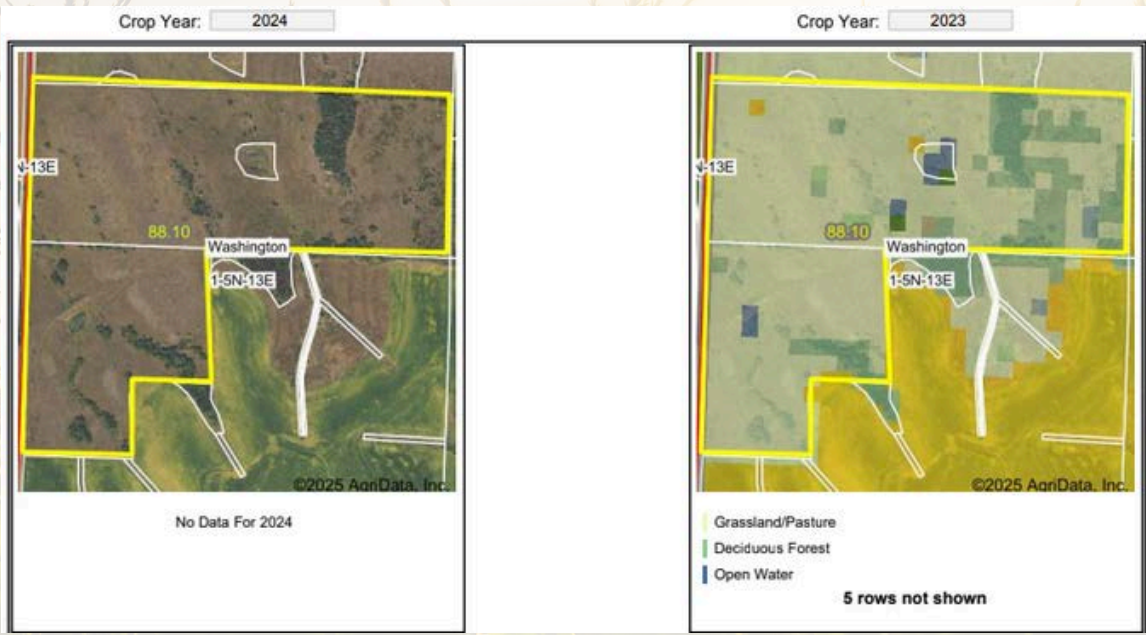 Crop Year: 2024
Crop Year: 2023
-13E
88.10
Washington
1-5N-13E
©2025 AgriData, Inc.
No Data For 2024
-13E
88.10
Washington
1-5N-13E
©2025 AgriData, Inc.
Grassland/Pasture
Deciduous Forest
Open Water
5 rows not shown